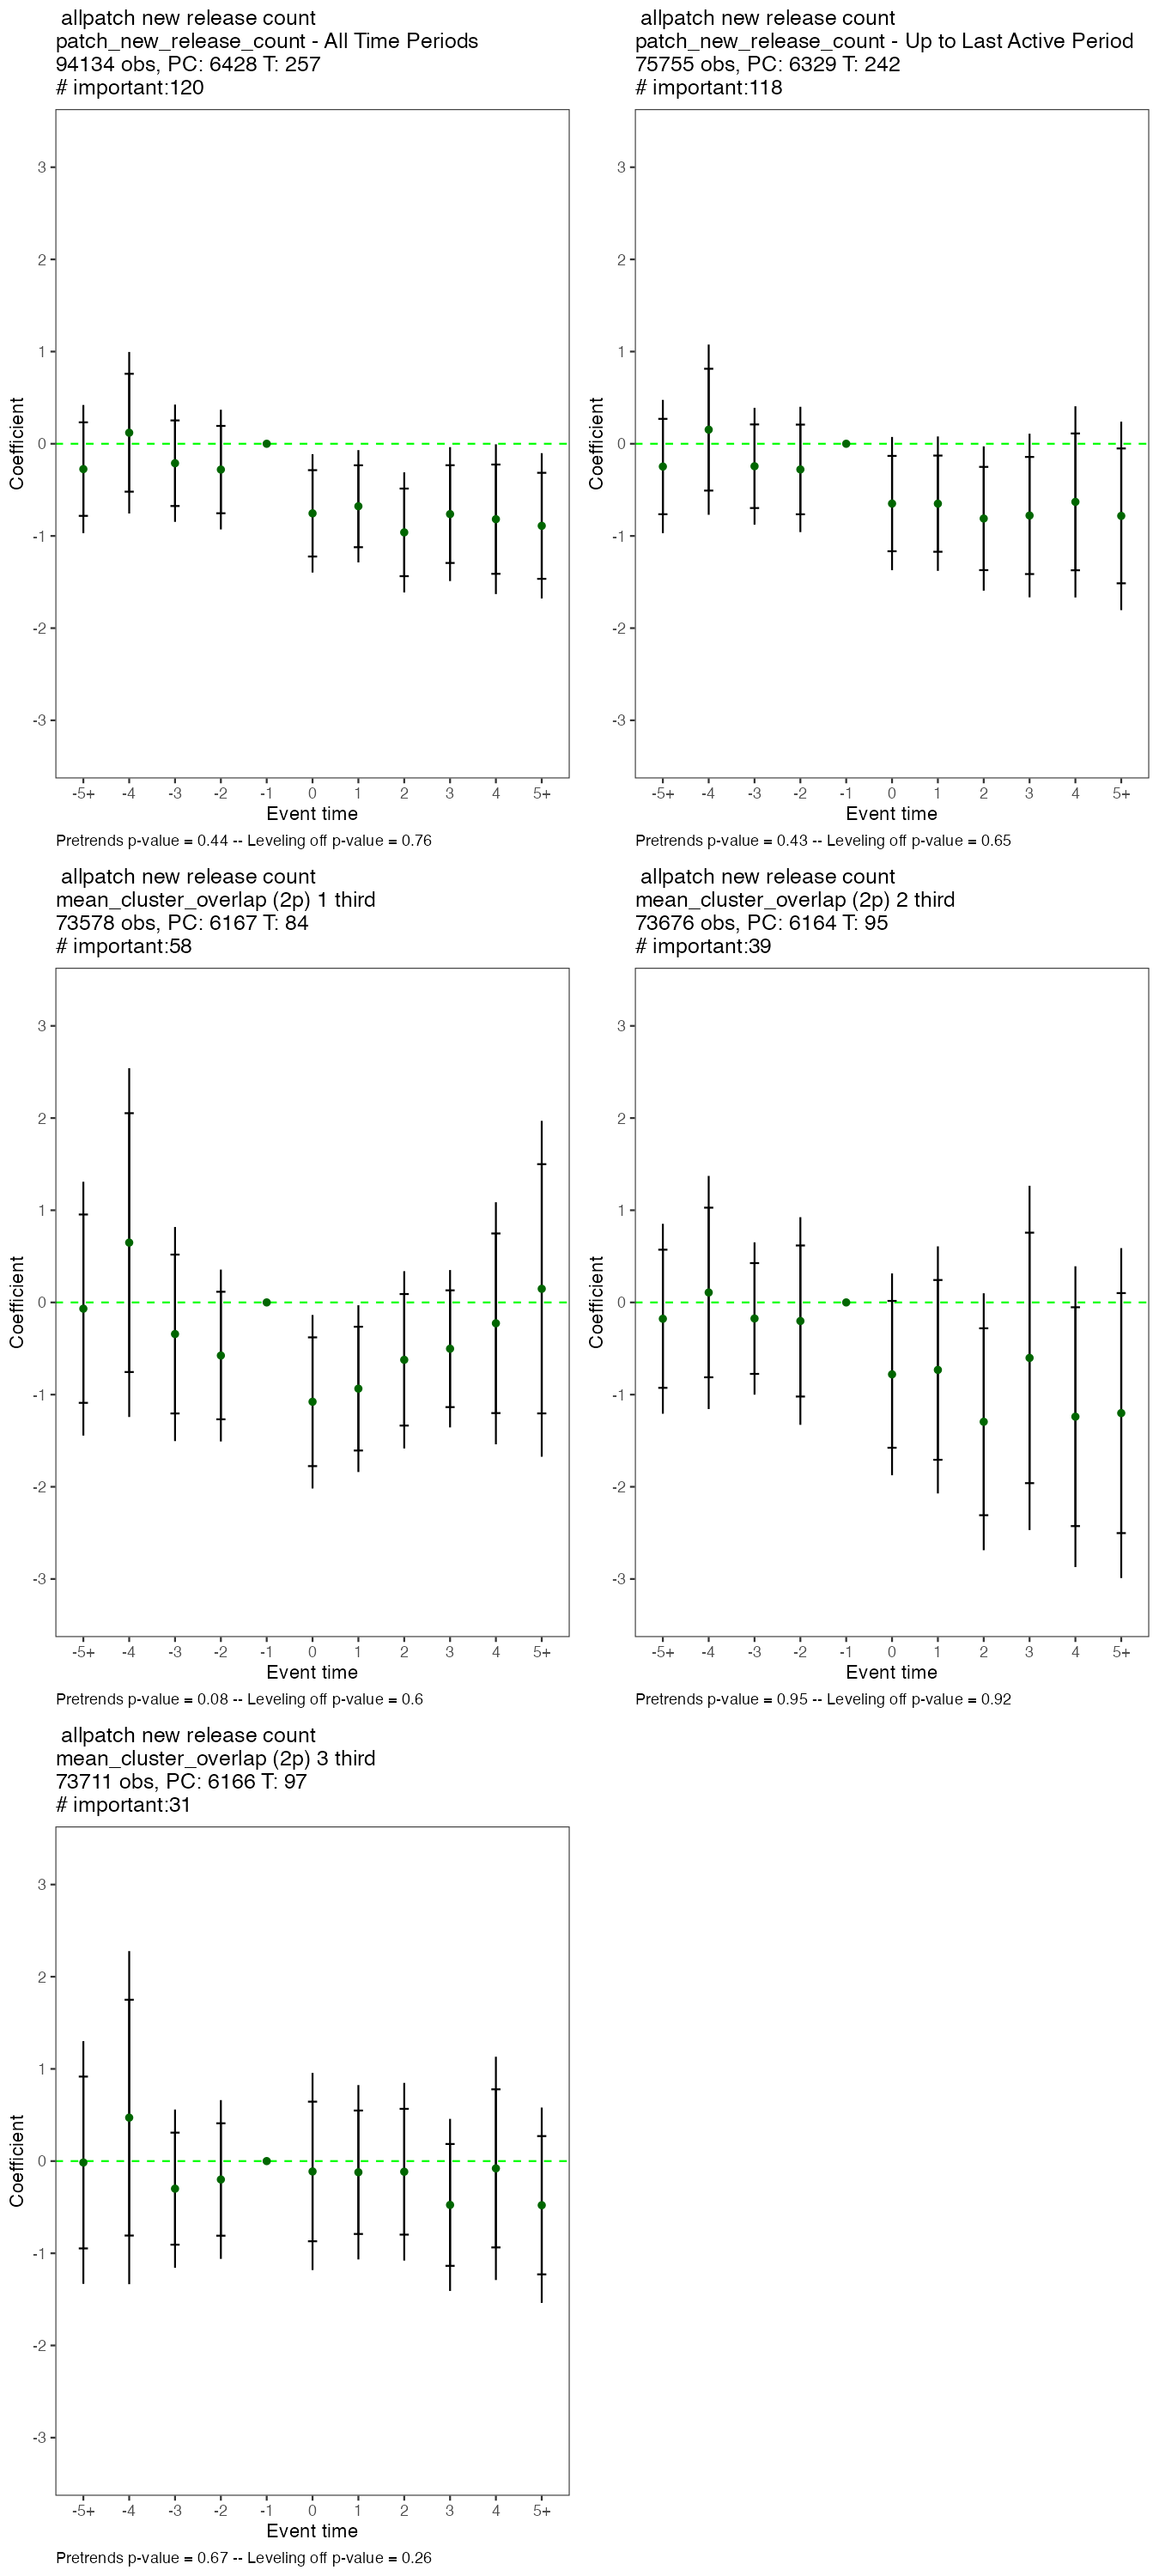 allpatch new release count
patch_new_release_count - All Time Periods
94134 obs, PC: 6428 T: 257
# important:120
3
2
1
0
-1
-2
-3
Coefficient
-5+ -4 -3 -2 -1 0 1 2 3 4 5+
Event time
Pretrends p-value = 0.44 -- Leveling off p-value = 0.76
allpatch new release count
patch_new_release_count - Up to Last Active Period
75755 obs, PC: 6329 T: 242
# important:118
3
2
1
0
-1
-2
-3
Coefficient
-5+ -4 -3 -2 -1 0 1 2 3 4 5+
Event time
Pretrends p-value = 0.43 -- Leveling off p-value = 0.65
allpatch new release count
mean_cluster_overlap (2p) 1 third
73578 obs, PC: 6167 T: 84
# important:58
3
2
1
0
-1
-2
-3
Coefficient
-5+ -4 -3 -2 -1 0 1 2 3 4 5+
Event time
Pretrends p-value = 0.08 -- Leveling off p-value = 0.6
allpatch new release count
mean_cluster_overlap (2p) 2 third
73676 obs, PC: 6164 T: 95
# important:39
3
2
1
0
-1
-2
-3
Coefficient
-5+ -4 -3 -2 -1 0 1 2 3 4 5+
Event time
Pretrends p-value = 0.95 -- Leveling off p-value = 0.92
allpatch new release count
mean_cluster_overlap (2p) 3 third
73711 obs, PC: 6166 T: 97
# important:31
3
2
1
0
-1
-2
-3
Coefficient
-5+ -4 -3 -2 -1 0 1 2 3 4 5+
Event time
Pretrends p-value = 0.67 -- Leveling off p-value = 0.26